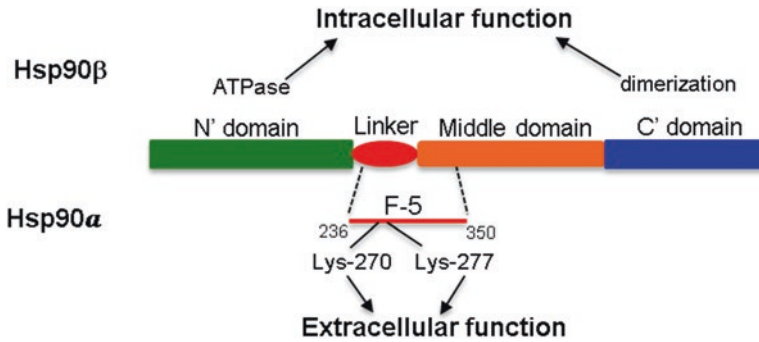 Intracellular function
Hsp90β
ATPase
dimerization
N' domain
Linker
Middle domain
C' domain
Hsp90α
F-5
236
350
Lys-270
Lys-277
Extracellular function